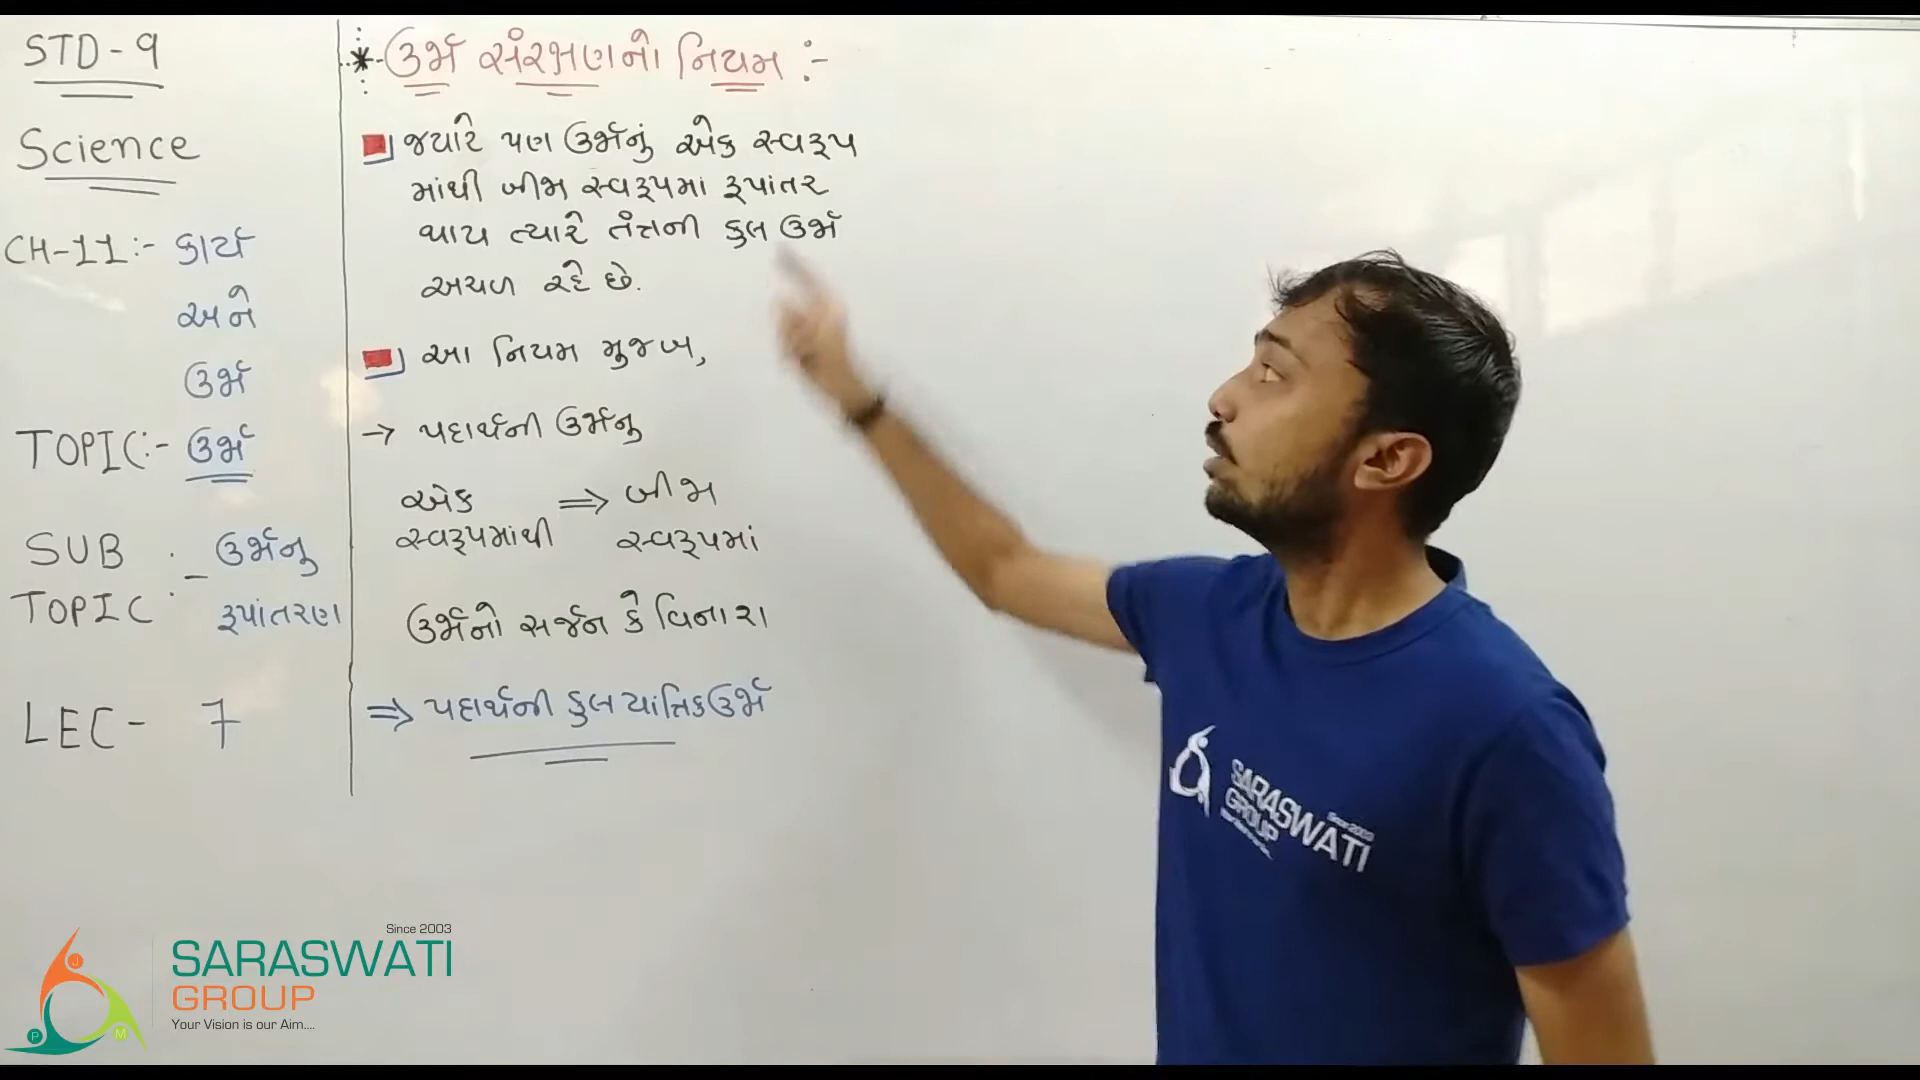 STD-9
Science
CH-11:- કાર્ય
અને
ઉર્જા
TOPIC:- ઉર્જા
SUB TOPIC :- ઉર્જાનુ
રૂપાંતરણ
LEC- 7
* ઉર્જા સંરક્ષણનો નિયમ :-
જયારે પણ ઉર્જાનું એક સ્વરૂપ
માંથી બીજા સ્વરૂપમાં રૂપાંતર
થાય ત્યારે તંત્રની કુલ ઉર્જા
અચળ રહે છે.
આ નિયમ મુજબ,
→ પદાર્થની ઉર્જાનુ
એક ⇒ બીજા
સ્વરૂપમાંથી સ્વરૂપમાં
ઉર્જાનો સર્જન કે વિનાશ
⇒ પદાર્થની કુલ યાંત્રિક ઉર્જા
SARASWATI
GROUP
Since 2003
Since 2003
SARASWATI
GROUP
Your Vision is our Aim....
J
P
M